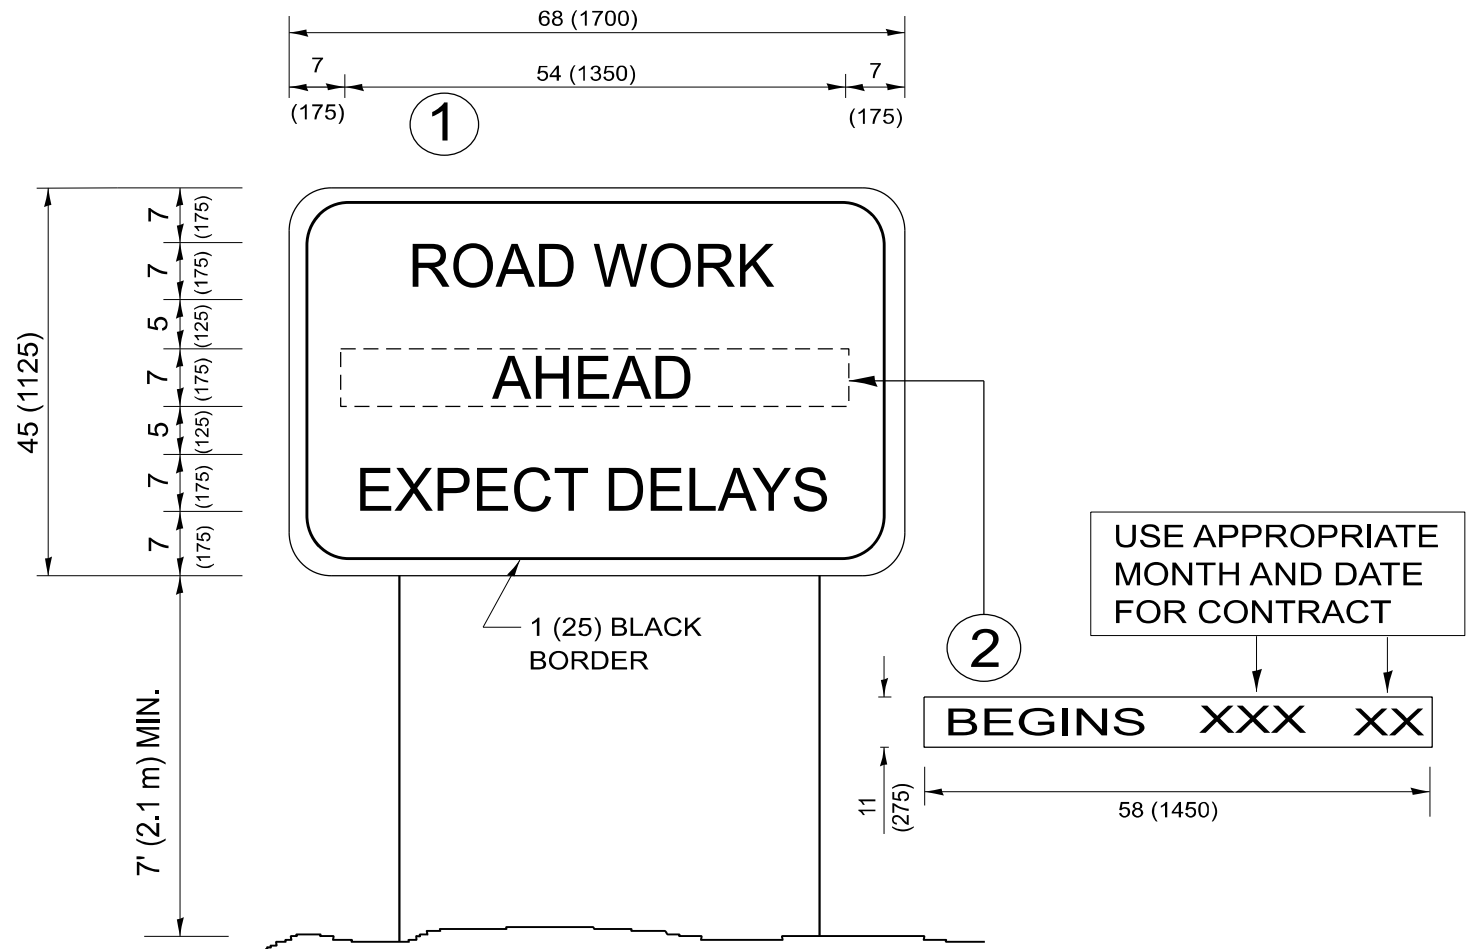 68 (1700)
7
54 (1350)
7
(175)
(175)
1
7
(175)
7
(175)
5
(125)
7
(175)
5
(125)
7
(175)
7
(175)
45 (1125)
ROAD WORK
AHEAD
EXPECT DELAYS
1 (25) BLACK
BORDER
7' (2.1 m) MIN.
USE APPROPRIATE
MONTH AND DATE
FOR CONTRACT
2
BEGINS XXX XX
11
(275)
58 (1450)